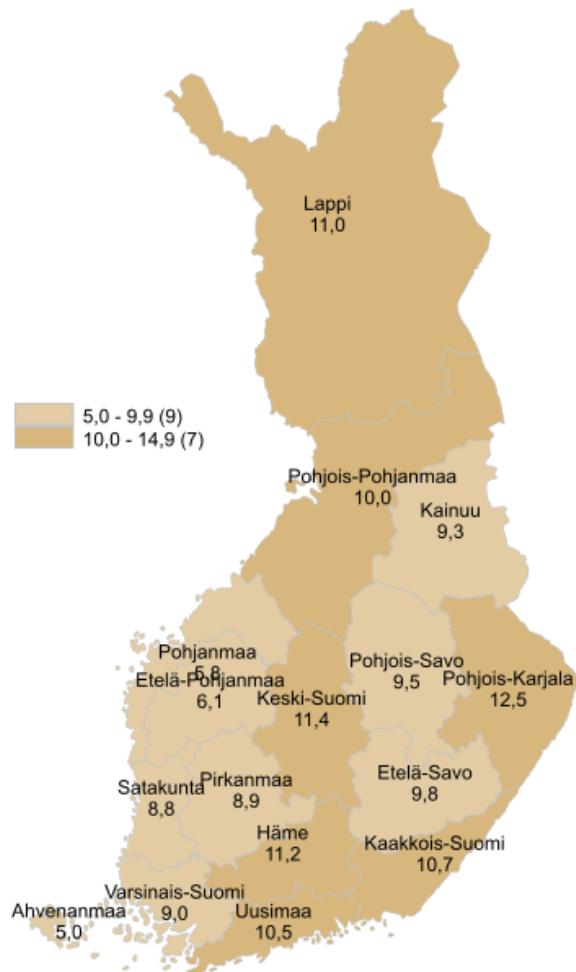 Lappi
11,0
5,0 - 9,9 (9)
10,0 - 14,9 (7)
Pohjois-Pohjanmaa
10,0
Kainuu
9,3
Pohjanmaa
5,8
Etelä-Pohjanmaa
6,1
Keski-Suomi
11,4
Pohjois-Savo
9,5
Pohjois-Karjala
12,5
Satakunta
8,8
Pirkanmaa
8,9
Etelä-Savo
9,8
Häme
11,2
Kaakkois-Suomi
10,7
Varsinais-Suomi
9,0
Ahvenanmaa
5,0
Uusimaa
10,5